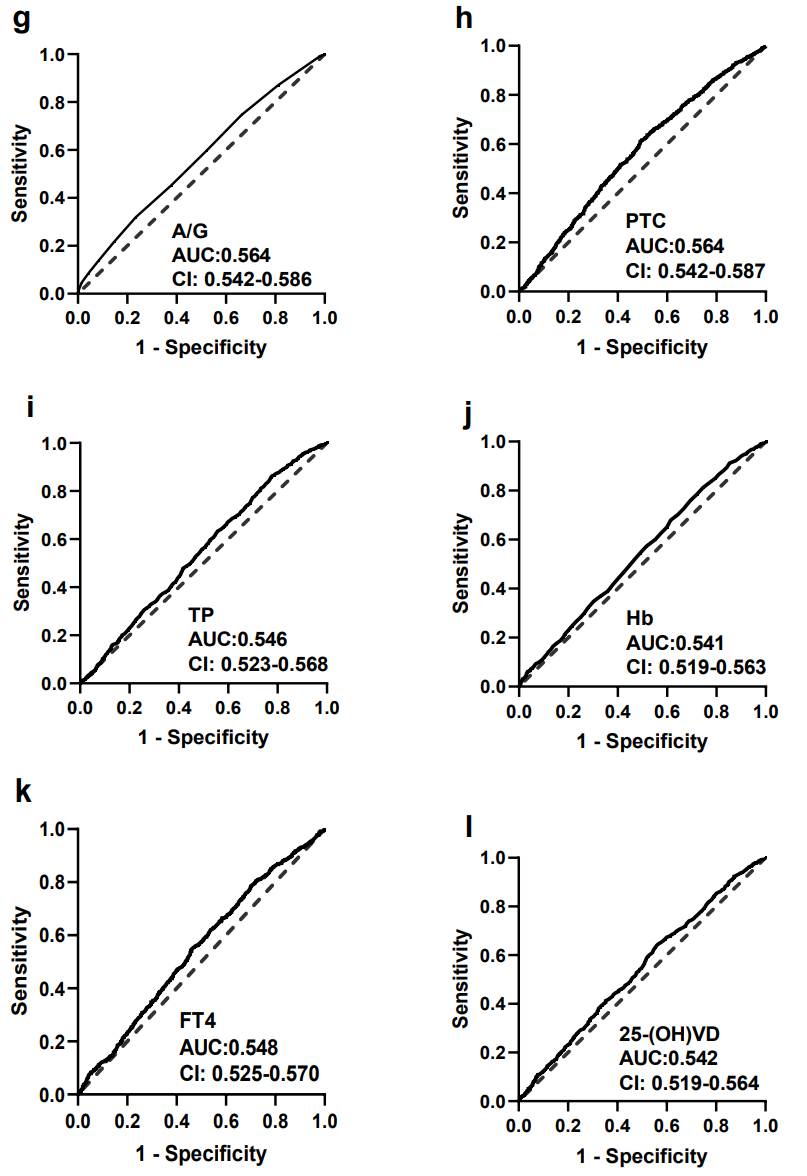 g
1.0
0.8
0.6
0.4
0.2
0.0
Sensitivity
A/G
AUC:0.564
CI: 0.542-0.586
0.0 0.2 0.4 0.6 0.8 1.0
1 - Specificity
h
1.0
0.8
0.6
0.4
0.2
0.0
Sensitivity
PTC
AUC:0.564
CI: 0.542-0.587
0.0 0.2 0.4 0.6 0.8 1.0
1 - Specificity
i
1.0
0.8
0.6
0.4
0.2
0.0
Sensitivity
TP
AUC:0.546
CI: 0.523-0.568
0.0 0.2 0.4 0.6 0.8 1.0
1 - Specificity
j
1.0
0.8
0.6
0.4
0.2
0.0
Sensitivity
Hb
AUC:0.541
CI: 0.519-0.563
0.0 0.2 0.4 0.6 0.8 1.0
1 - Specificity
k
1.0
0.8
0.6
0.4
0.2
0.0
Sensitivity
FT4
AUC:0.548
CI: 0.525-0.570
0.0 0.2 0.4 0.6 0.8 1.0
1 - Specificity
l
1.0
0.8
0.6
0.4
0.2
0.0
Sensitivity
25-(OH)VD
AUC:0.542
CI: 0.519-0.564
0.0 0.2 0.4 0.6 0.8 1.0
1 - Specificity